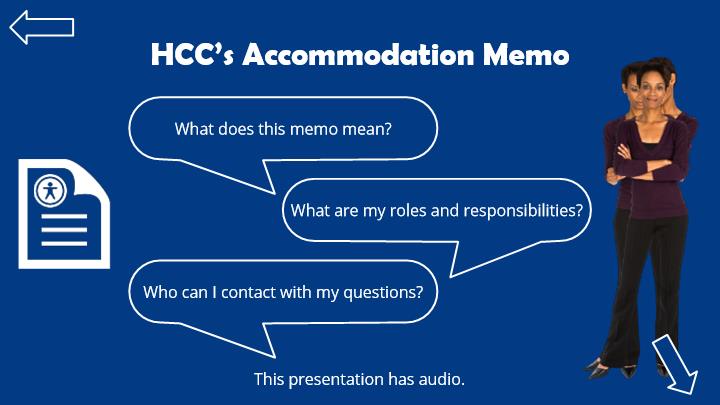 HCC's Accommodation Memo
What does this memo mean?
What are my roles and responsibilities?
Who can I contact with my questions?
This presentation has audio.